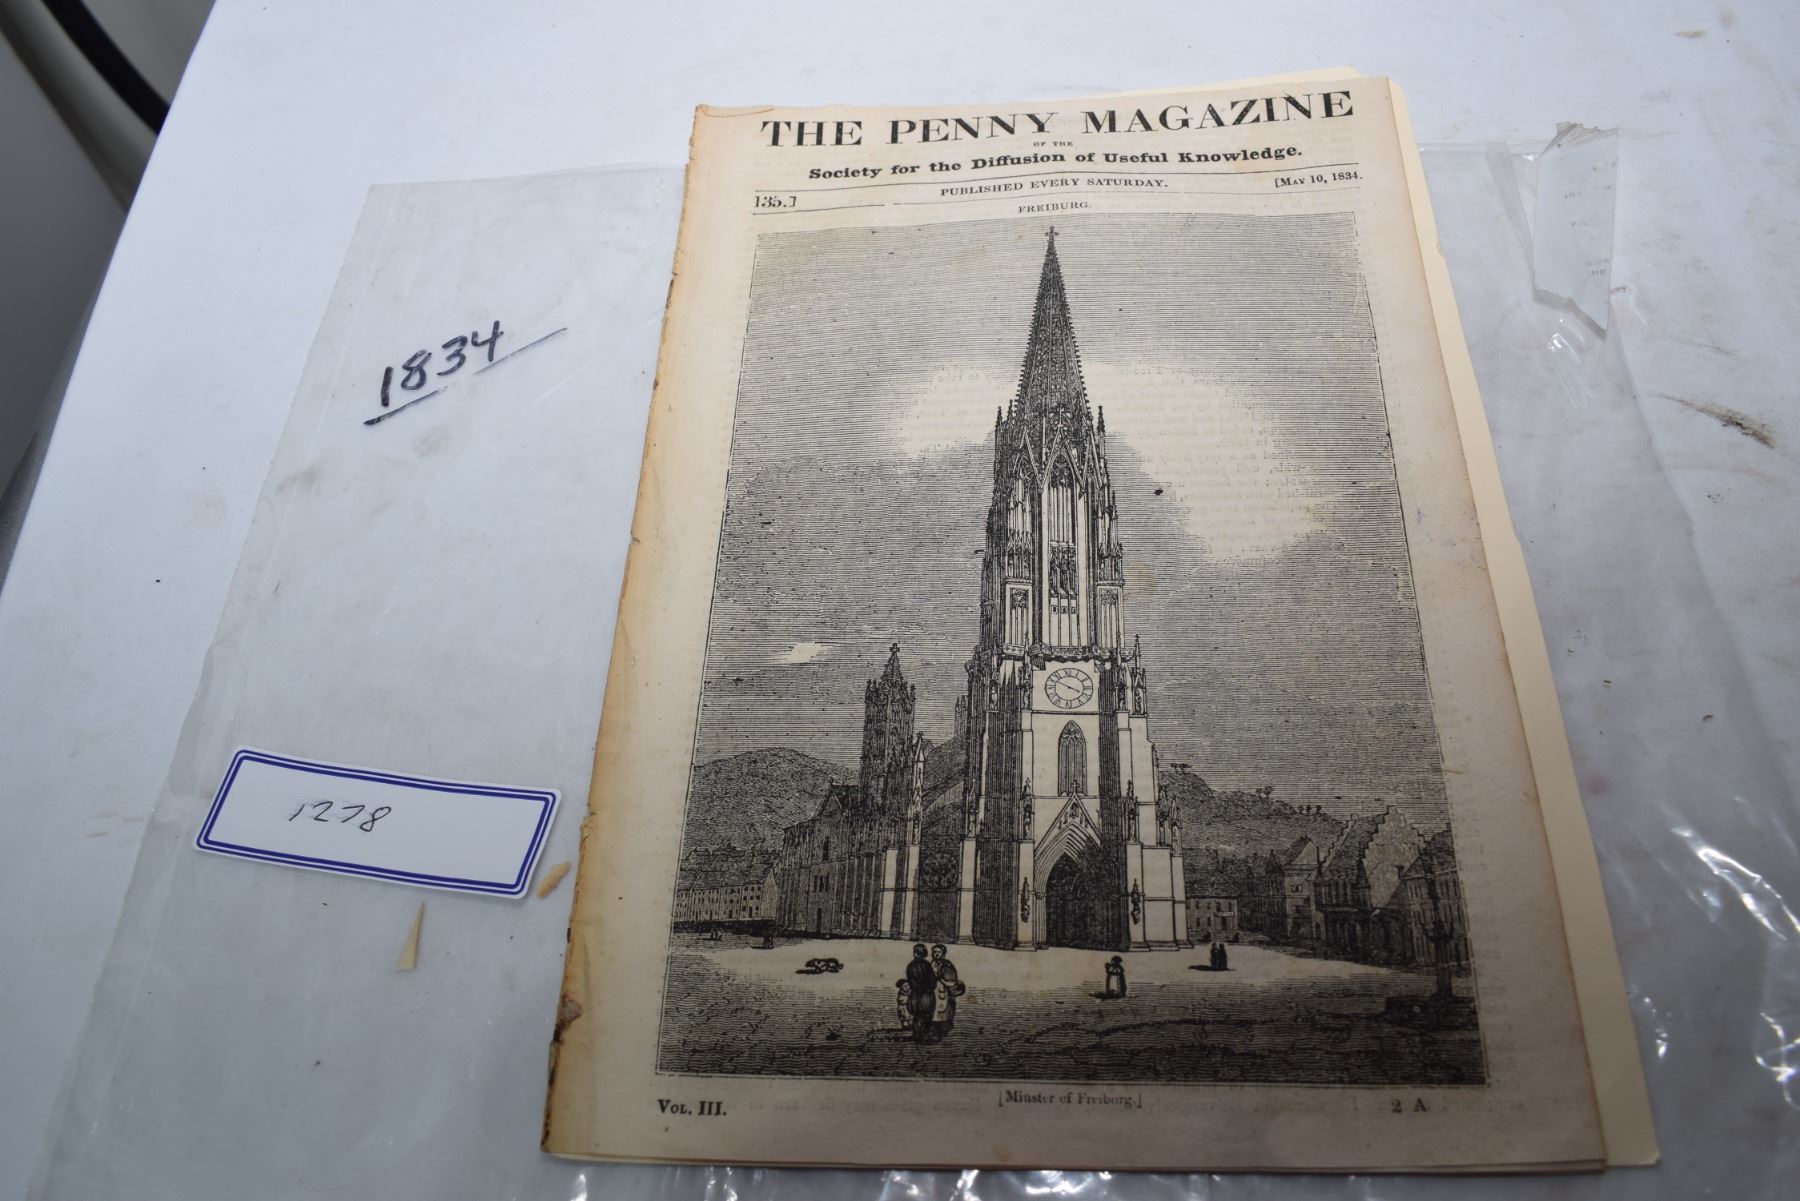 THE PENNY MAGAZINE
OF THE
Society for the Diffusion of Useful Knowledge.
135.]
PUBLISHED EVERY SATURDAY.
[MAY 10, 1834.
FREIBURG.
[Minster of Freiburg.]
VOL. III.
2 A
1834
1278